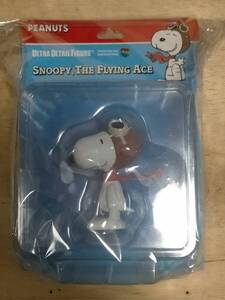 PEANUTS
ULTRA DETAIL FIGURE
SNOOPY THE FLYING ACE